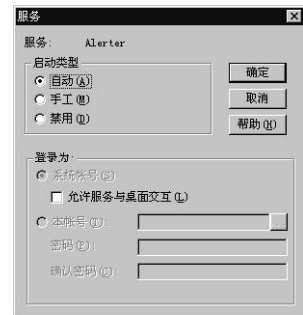 服务
服务: Alerter
启动类型
自动(A)
手工(M)
禁用(D)
确定
取消
帮助(H)
登录为:
系统帐号(S)
允许服务与桌面交互(L)
本帐号(T):
...
密码(P):
确认密码(C):